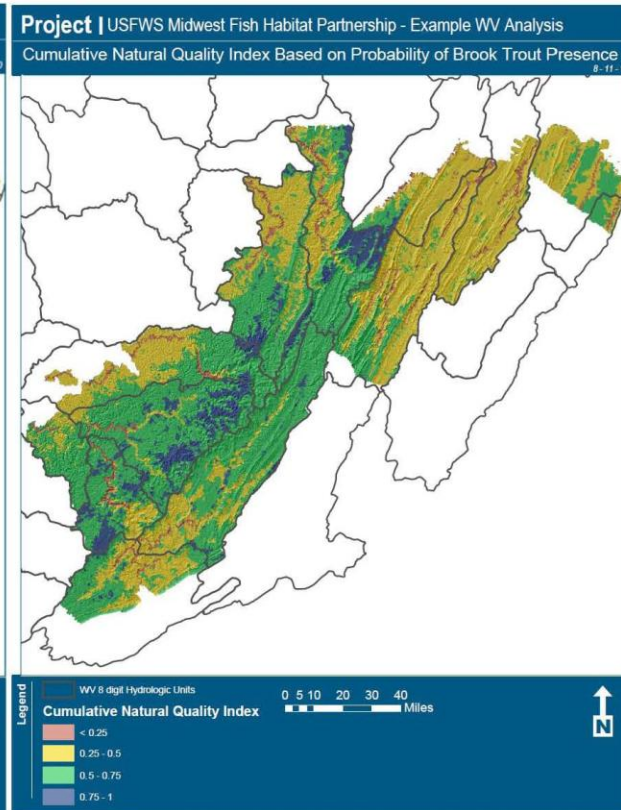 Project | USFWS Midwest Fish Habitat Partnership - Example WV Analysis
Cumulative Natural Quality Index Based on Probability of Brook Trout Presence
8 - 11 -
Legend
WV 8 digit Hydrologic Units
Cumulative Natural Quality Index
< 0.25
0.25 - 0.5
0.5 - 0.75
0.75 - 1
0 5 10 20 30 40
Miles
N